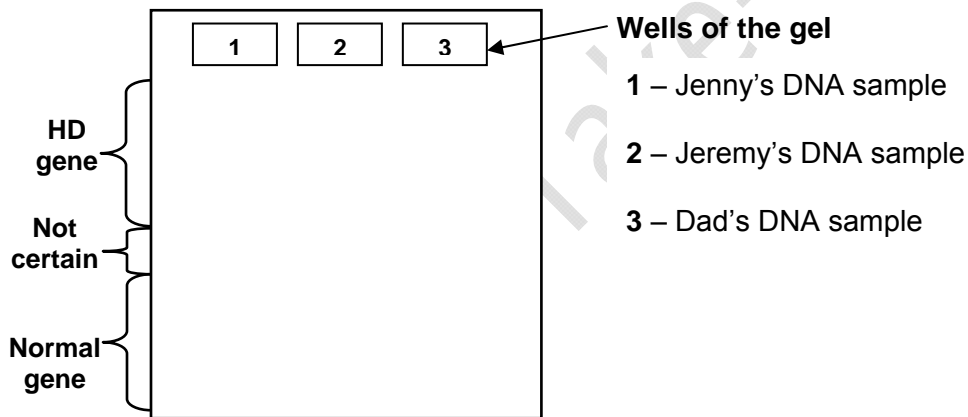 Wells of the gel
1 2 3
1 – Jenny's DNA sample
HD
gene
2 – Jeremy's DNA sample
3 – Dad's DNA sample
Not
certain
Normal
gene